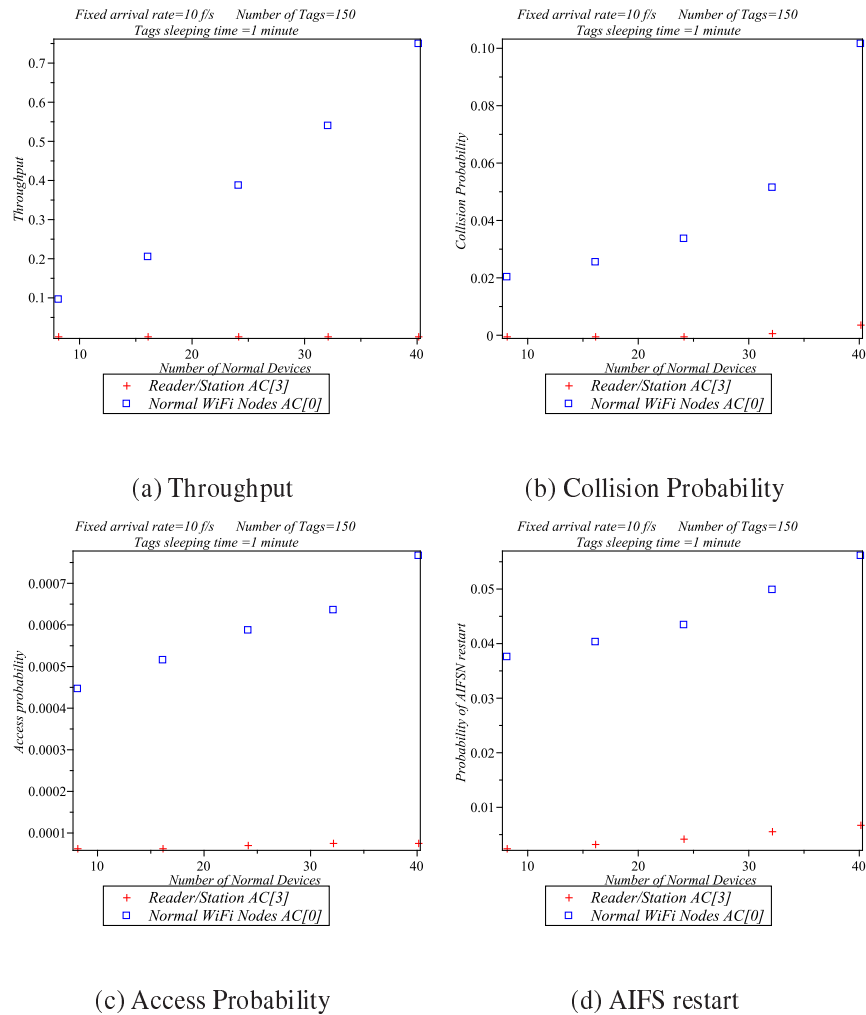 Fixed arrival rate=10 f/s Number of Tags=150
Tags sleeping time =1 minute
Throughput
0.7
0.6
0.5
0.4
0.3
0.2
0.1
10 20 30 40
Number of Normal Devices
Reader/Station AC[3]
Normal WiFi Nodes AC[0]
(a) Throughput
Fixed arrival rate=10 f/s Number of Tags=150
Tags sleeping time =1 minute
Collision Probability
0.10
0.08
0.06
0.04
0.02
0
10 20 30 40
Number of Normal Devices
Reader/Station AC[3]
Normal WiFi Nodes AC[0]
(b) Collision Probability
Fixed arrival rate=10 f/s Number of Tags=150
Tags sleeping time =1 minute
Access probability
0.0007
0.0006
0.0005
0.0004
0.0003
0.0002
0.0001
10 20 30 40
Number of Normal Devices
Reader/Station AC[3]
Normal WiFi Nodes AC[0]
(c) Access Probability
Fixed arrival rate=10 f/s Number of Tags=150
Tags sleeping time =1 minute
Probability of AIFSN restart
0.05
0.04
0.03
0.02
0.01
10 20 30 40
Number of Normal Devices
Reader/Station AC[3]
Normal WiFi Nodes AC[0]
(d) AIFS restart